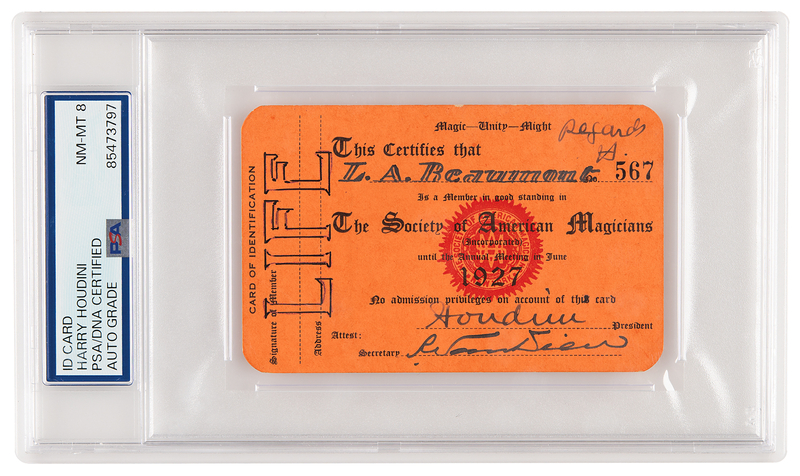 ID CARD
HARRY HOUDINI
PSA/DNA CERTIFIED
AUTO GRADE
NM-MT 8
85473797
PSA
CARD OF IDENTIFICATION
LIFE
Signature of Member
Address
Magic—Unity—Might
Regards
H.
This Certifies that
L. A. Beaumont 567
Is a Member in good standing in
The Society of American Magicians
(Incorporated)
until the Annual Meeting in June
1927
No admission privileges on account of this card
Houdini President
Attest:
Secretary R. Van Dien